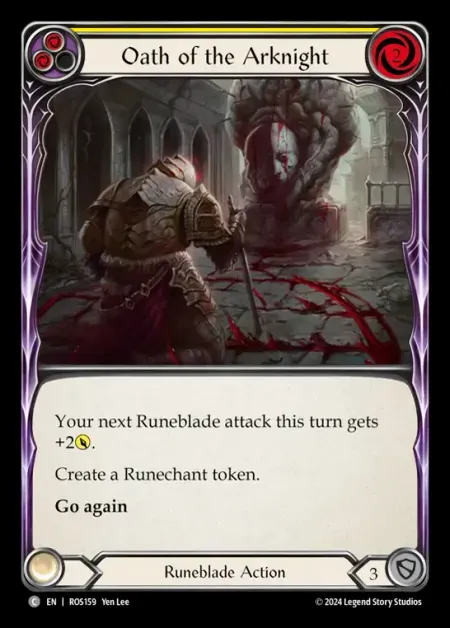 Oath of the Arknight
2
Your next Runeblade attack this turn gets
+2.
Create a Runechant token.
Go again
Runeblade Action
3
C EN | ROS159 Yen Lee
© 2024 Legend Story Studios